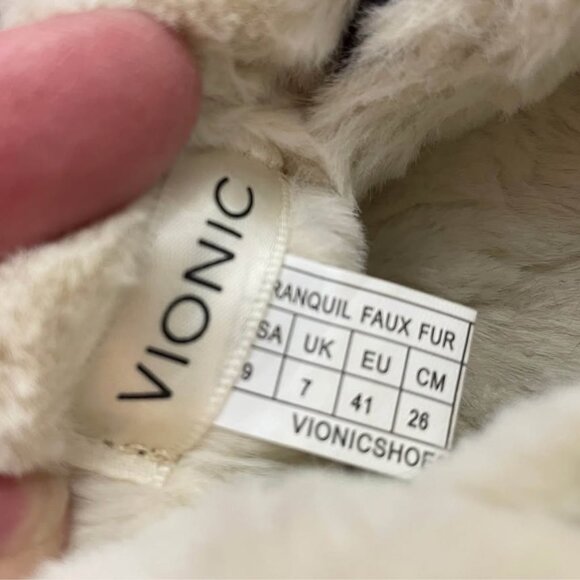 VIONIC
RANQUIL FAUX FUR
SA UK EU CM
9 7 41 26
VIONICSHOE